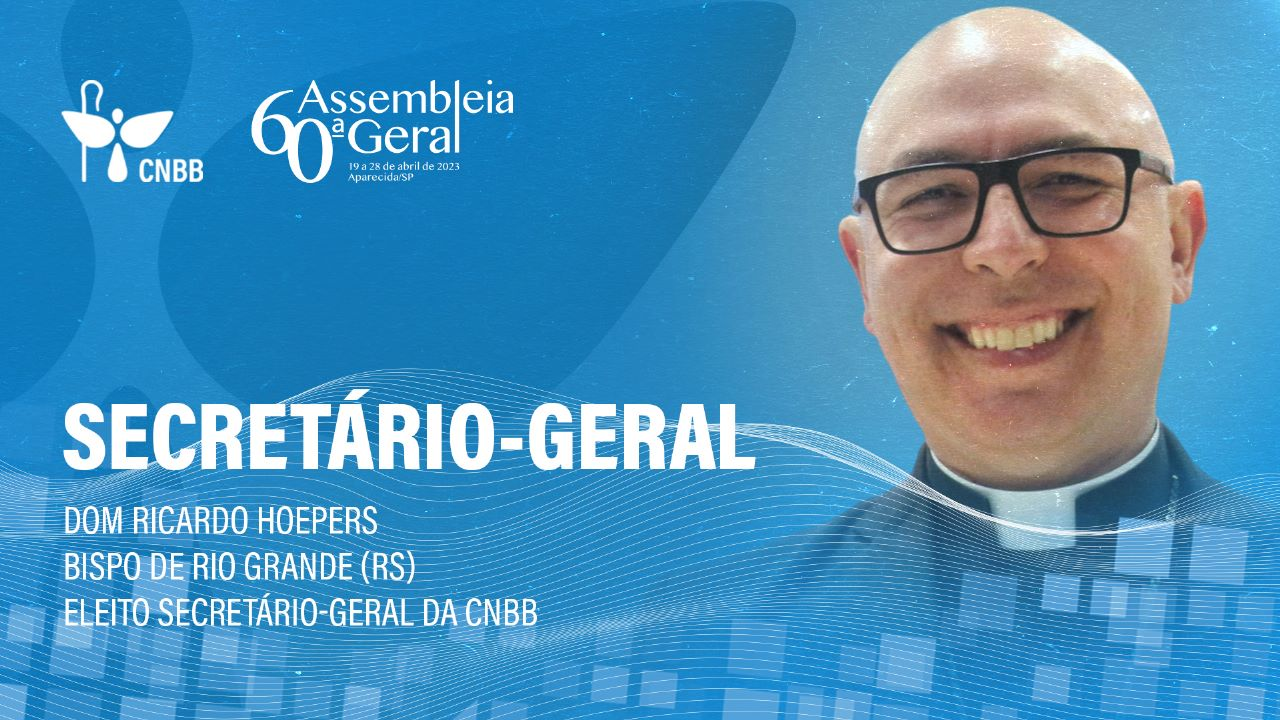 CNBB
60ª Assembleia Geral
19 a 28 de abril de 2023
Aparecida/SP
SECRETÁRIO-GERAL
DOM RICARDO HOEPERS
BISPO DE RIO GRANDE (RS)
ELEITO SECRETÁRIO-GERAL DA CNBB